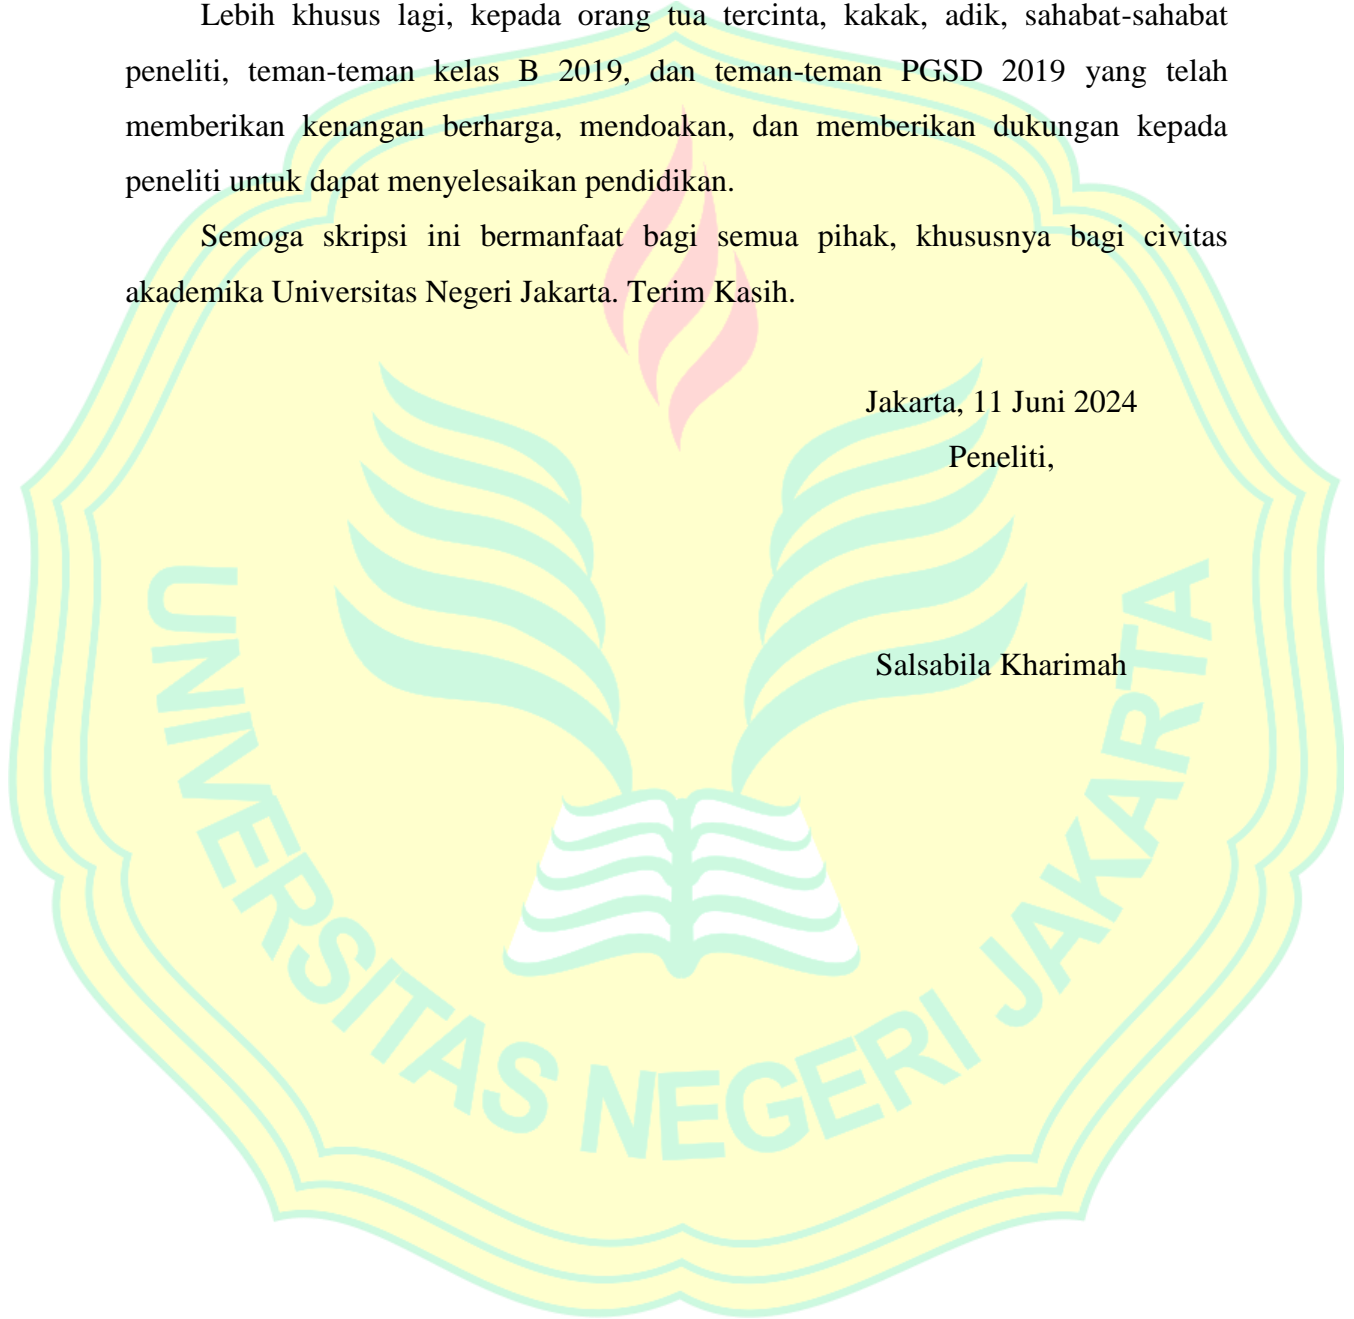 Lebih khusus lagi, kepada orang tua tercinta, kakak, adik, sahabat-sahabat
peneliti, teman-teman kelas B 2019, dan teman-teman PGSD 2019 yang telah
memberikan kenangan berharga, mendoakan, dan memberikan dukungan kepada
peneliti untuk dapat menyelesaikan pendidikan.
Semoga skripsi ini bermanfaat bagi semua pihak, khususnya bagi civitas
akademika Universitas Negeri Jakarta. Terim Kasih.
Jakarta, 11 Juni 2024
Peneliti,
Salsabila Kharimah
UNIVERSITAS NEGERI JAKARTA